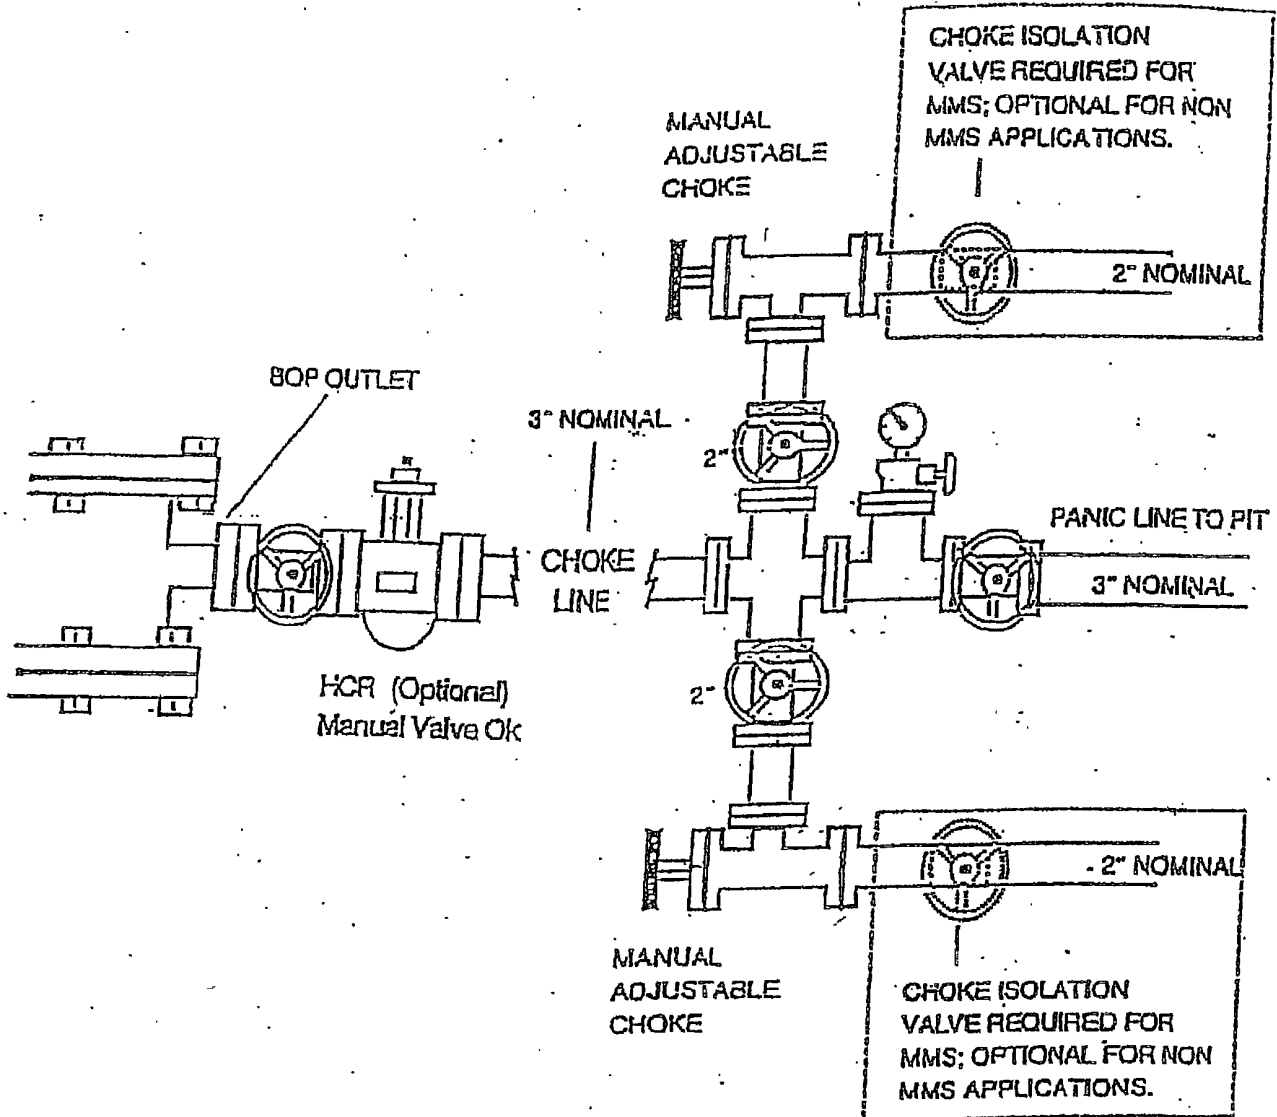 CHOKE ISOLATION
VALVE REQUIRED FOR
MMS; OPTIONAL FOR NON
MMS APPLICATIONS.
MANUAL
ADJUSTABLE
CHOKE
2" NOMINAL
BOP OUTLET
3" NOMINAL
2"
PANIC LINE TO PIT
CHOKE
LINE
3" NOMINAL
HCR (Optional)
Manual Valve Ok
2"
2" NOMINAL
MANUAL
ADJUSTABLE
CHOKE
CHOKE ISOLATION
VALVE REQUIRED FOR
MMS; OPTIONAL FOR NON
MMS APPLICATIONS.